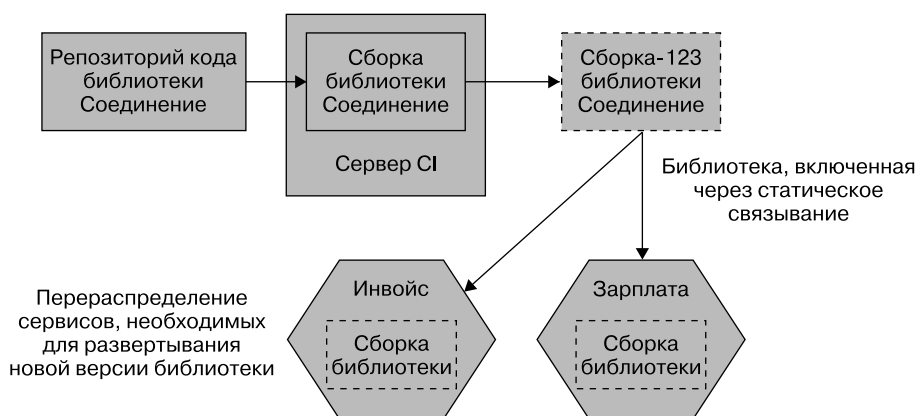 Репозиторий кода
библиотеки
Соединение
Сборка
библиотеки
Соединение
Сервер CI
Сборка-123
библиотеки
Соединение
Библиотека, включенная
через статическое
связывание
Перераспределение
сервисов, необходимых
для развертывания
новой версии библиотеки
Инвойс
Сборка
библиотеки
Зарплата
Сборка
библиотеки